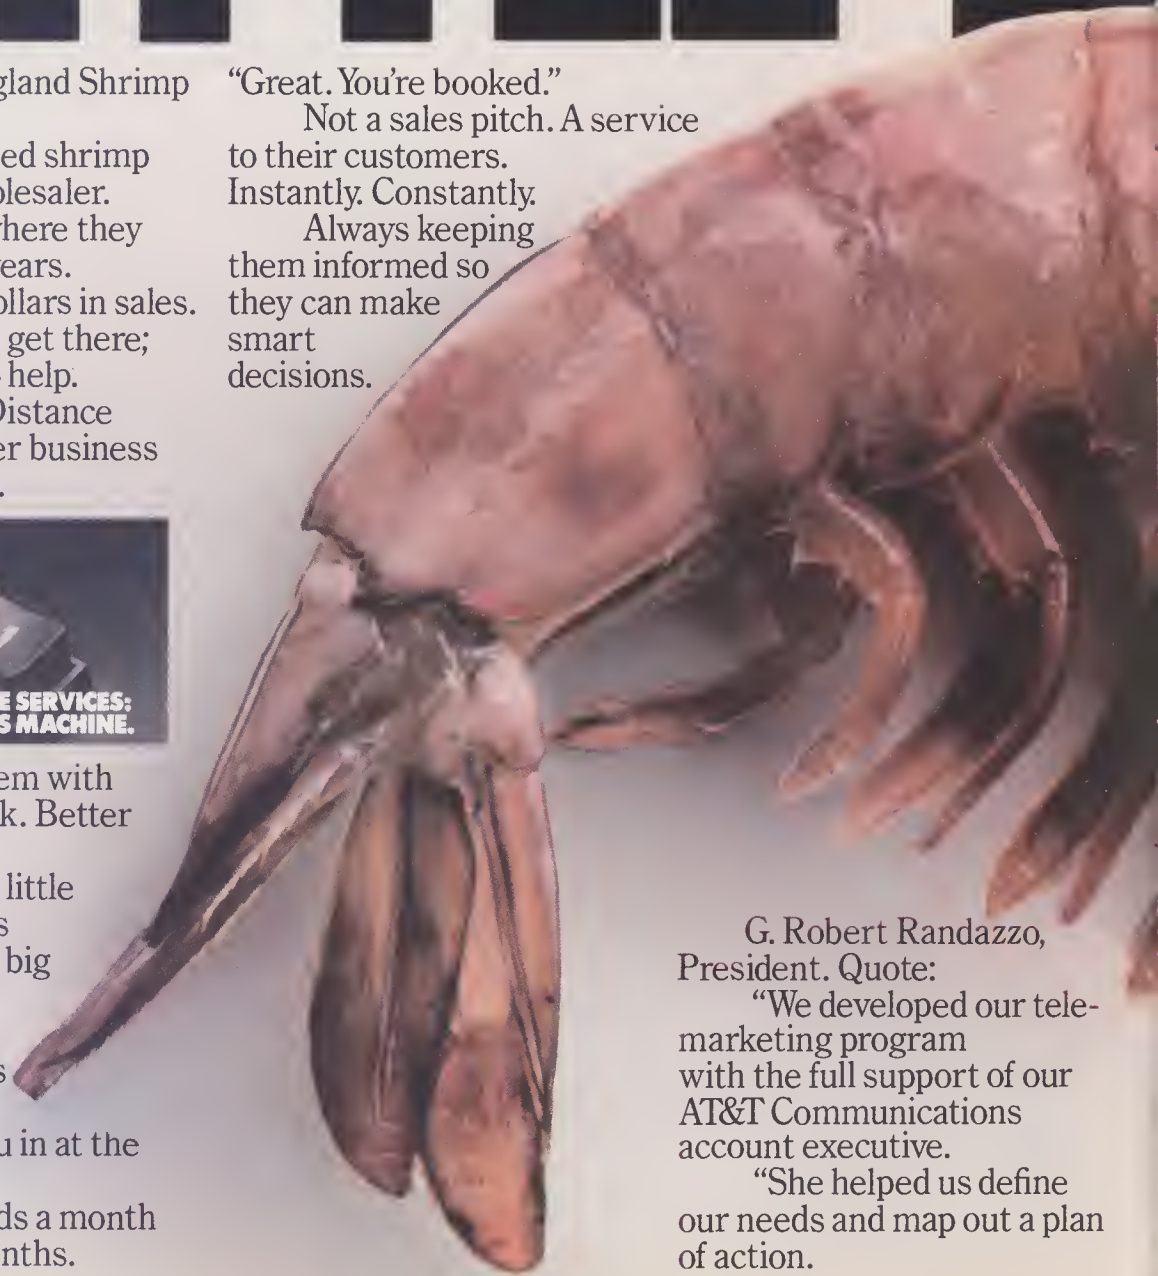 gland Shrimp
ed shrimp
olesaler.
here they
ears.
ollars in sales.
get there;
help.
Distance
er business
E SERVICES:
S MACHINE.
em with
k. Better
little
s
big
s
u in at the
ds a month
nths.
“Great. You’re booked.”
Not a sales pitch. A service
to their customers.
Instantly. Constantly.
Always keeping
them informed so
they can make
smart
decisions.
G. Robert Randazzo,
President. Quote:
“We developed our tele-
marketing program
with the full support of our
AT&T Communications
account executive.
“She helped us define
our needs and map out a plan
of action.